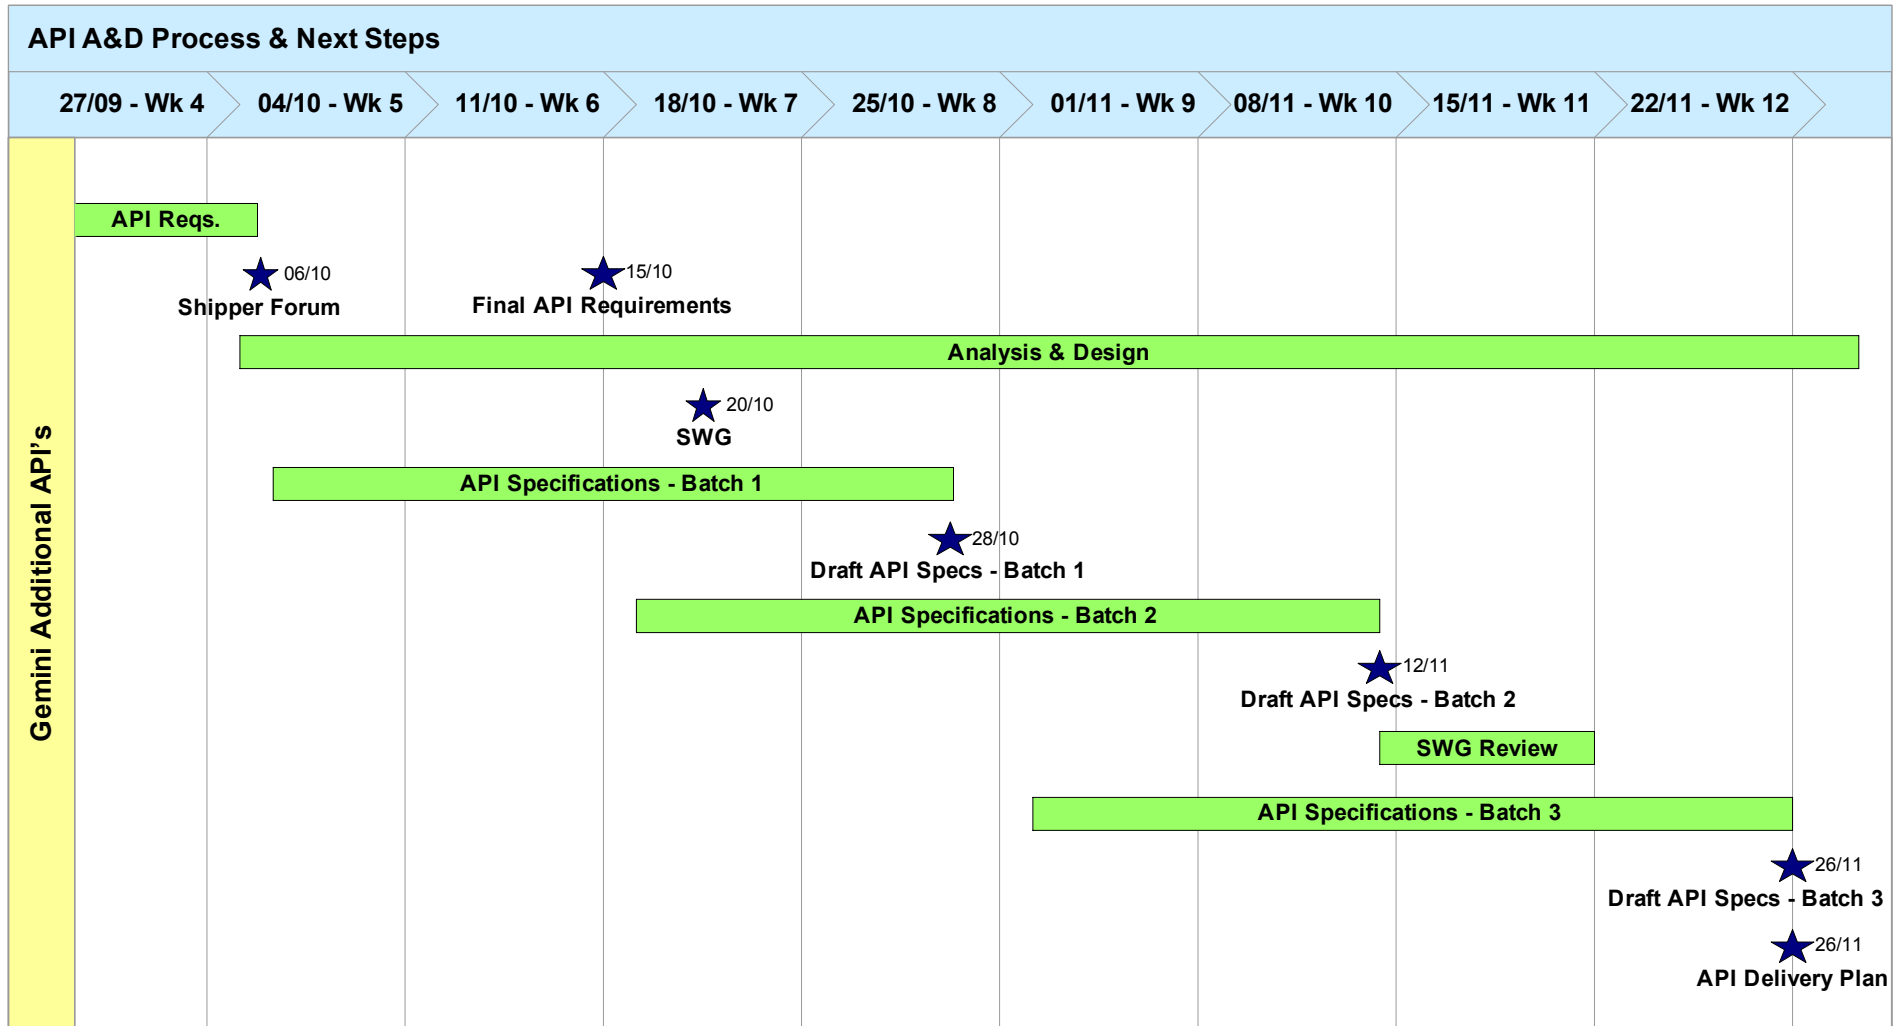 API A&D Process & Next Steps
27/09 - Wk 4
04/10 - Wk 5
11/10 - Wk 6
18/10 - Wk 7
25/10 - Wk 8
01/11 - Wk 9
08/11 - Wk 10
15/11 - Wk 11
22/11 - Wk 12
Gemini Additional API's
API Reqs.
06/10
Shipper Forum
15/10
Final API Requirements
Analysis & Design
20/10
SWG
API Specifications - Batch 1
28/10
Draft API Specs - Batch 1
API Specifications - Batch 2
12/11
Draft API Specs - Batch 2
SWG Review
API Specifications - Batch 3
26/11
Draft API Specs - Batch 3
26/11
API Delivery Plan